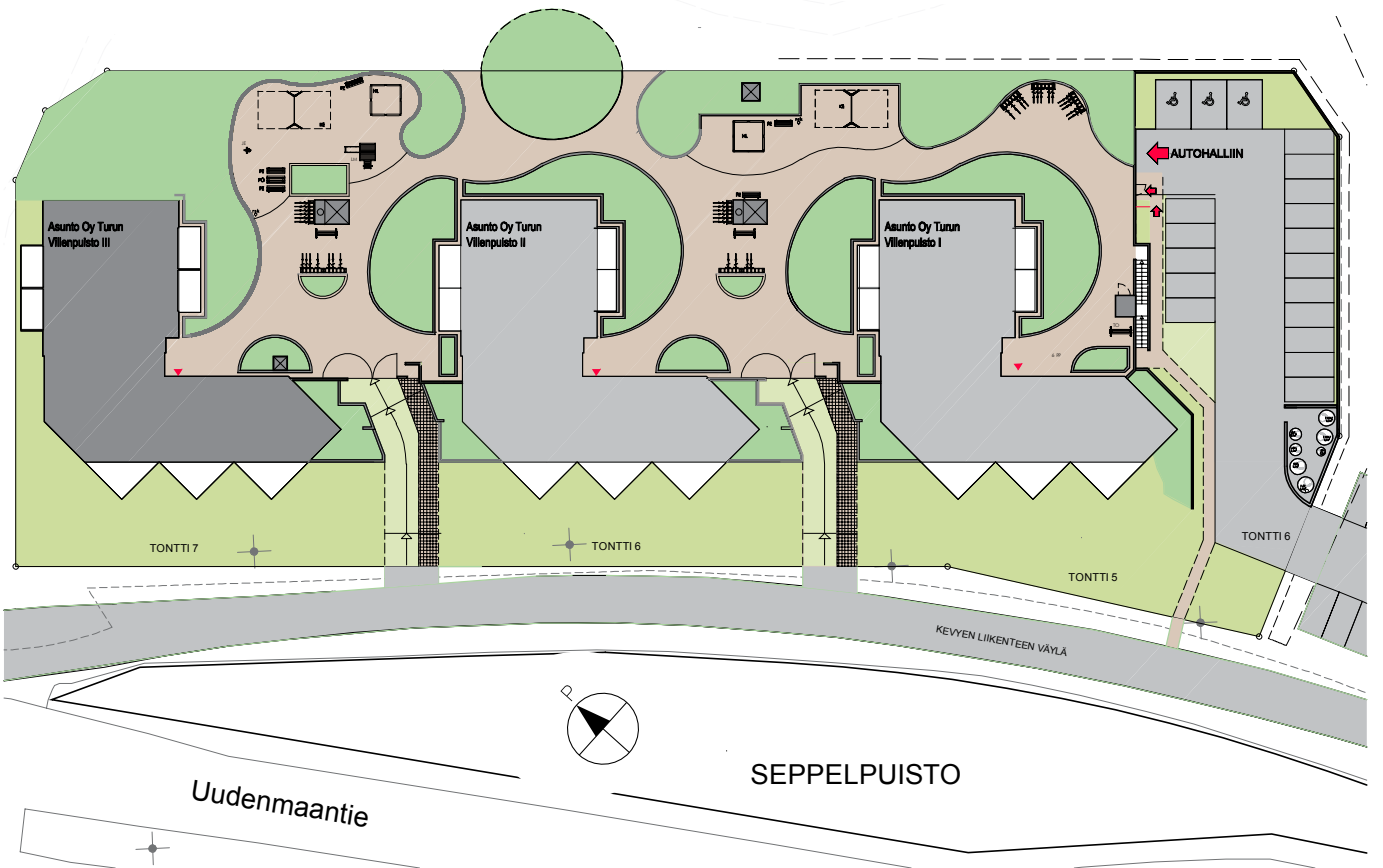 AUTOHALLIIN
Asunto Oy Turun
Villenpuisto III
Asunto Oy Turun
Villenpuisto II
Asunto Oy Turun
Villenpuisto I
TONTTI 7
TONTTI 6
TONTTI 5
TONTTI 6
KEVYEN LIIKENTEEN VÄYLÄ
P
SEPPELPUISTO
Uudenmaantie